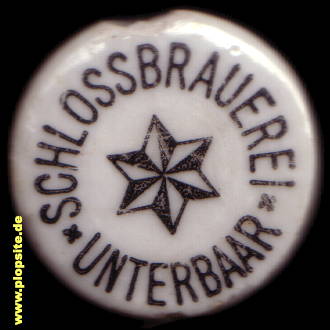 SCHLOSSBRAUEREI
* UNTERBAAR *
www.plopsite.de